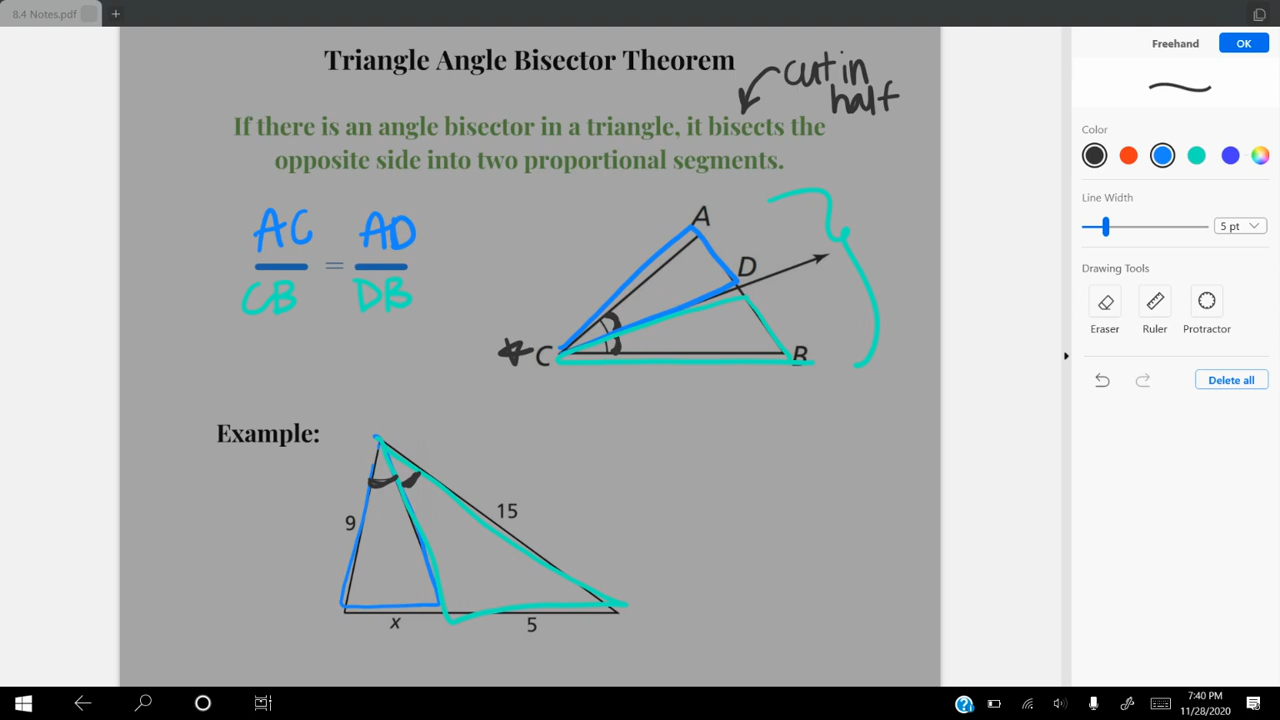 8.4 Notes.pdf
Triangle Angle Bisector Theorem
cut in
half
If there is an angle bisector in a triangle, it bisects the
opposite side into two proportional segments.
AC/CB = AD/DB
A
D
C
B
Example:
9
15
x
5
Freehand
OK
Color
Line Width
5 pt
Drawing Tools
Eraser
Ruler
Protractor
Delete all
7:40 PM
11/28/2020